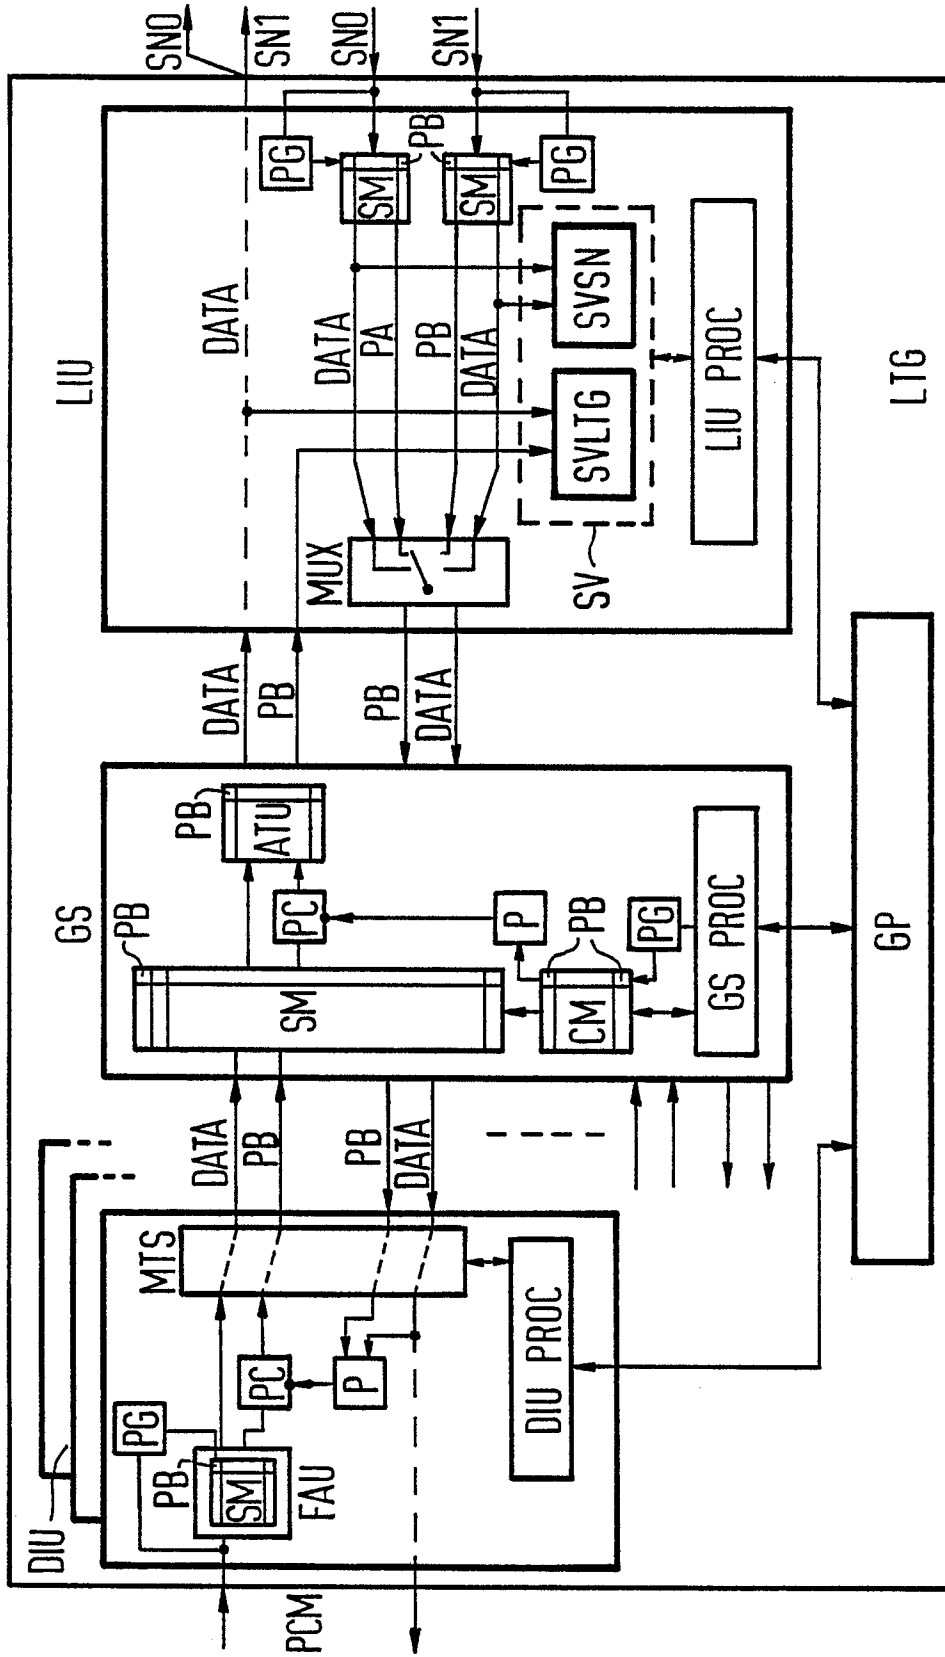 SN0
SN1
SN0
SN1
LIU
DATA
PG
SM
PB
PB
SM
PG
DATA
PA
PB
DATA
SVSN
SVLTG
SV
MUX
LIU PROC
LTG
DATA
PB
PB
DATA
GS
PB
PB
ATU
SM
PC
P
PB
CM
PG
GS PROC
GP
DATA
PB
PB
DATA
DIU
MTS
PG
PB
SM
FAU
PC
P
DIU PROC
PCM